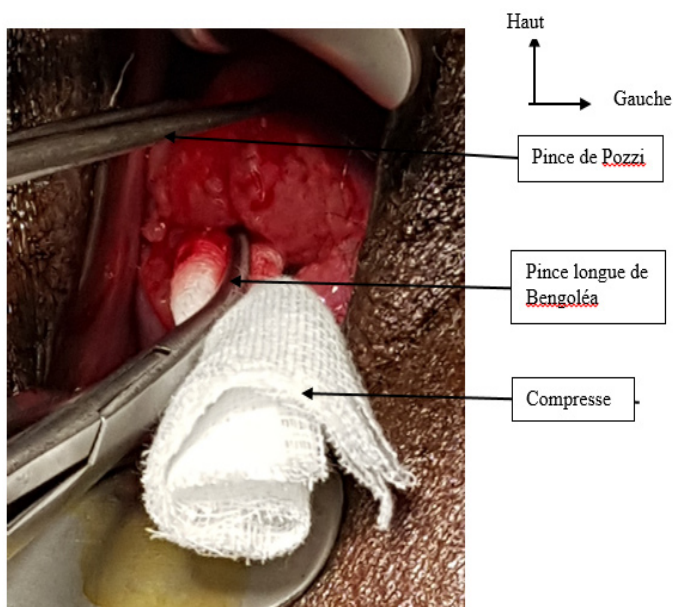 Haut
Gauche
Pince de Pozzi
Pince longue de
Bengoléa
Compresse